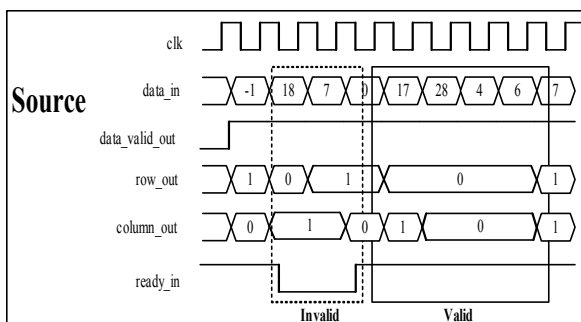 clk
Source
data_in -1 18 7 0 17 28 4 6 7
data_valid_out
row_out 1 0 1 0 1
column_out 0 1 0 1 0 1
ready_in
Invalid Valid